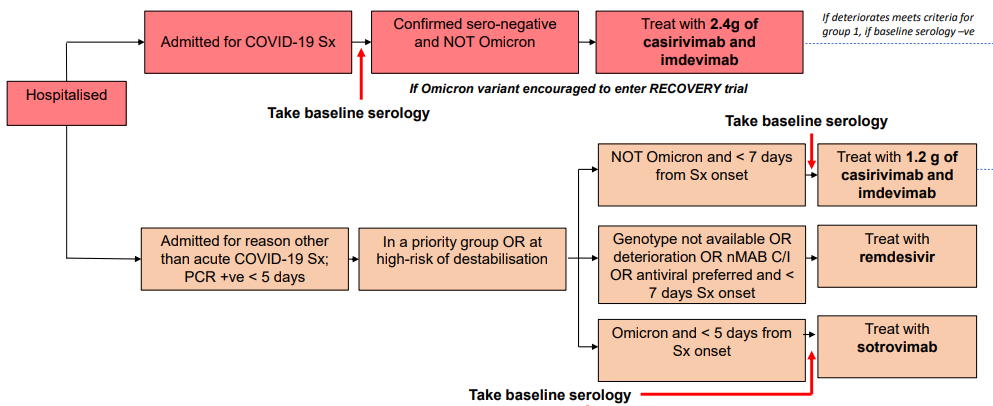 Hospitalised
Admitted for COVID-19 Sx
Confirmed sero-negative
and NOT Omicron
Treat with 2.4g of
casirivimab and
imdevimab
If deteriorates meets criteria for
group 1, if baseline serology –ve
If Omicron variant encouraged to enter RECOVERY trial
Take baseline serology
Take baseline serology
Admitted for reason other
than acute COVID-19 Sx;
PCR +ve < 5 days
In a priority group OR at
high-risk of destabilisation
NOT Omicron and < 7 days
from Sx onset
Treat with 1.2 g of
casirivimab and
imdevimab
Genotype not available OR
deterioration OR nMAB C/I
OR antiviral preferred and <
7 days Sx onset
Treat with
remdesivir
Omicron and < 5 days from
Sx onset
Treat with
sotrovimab
Take baseline serology